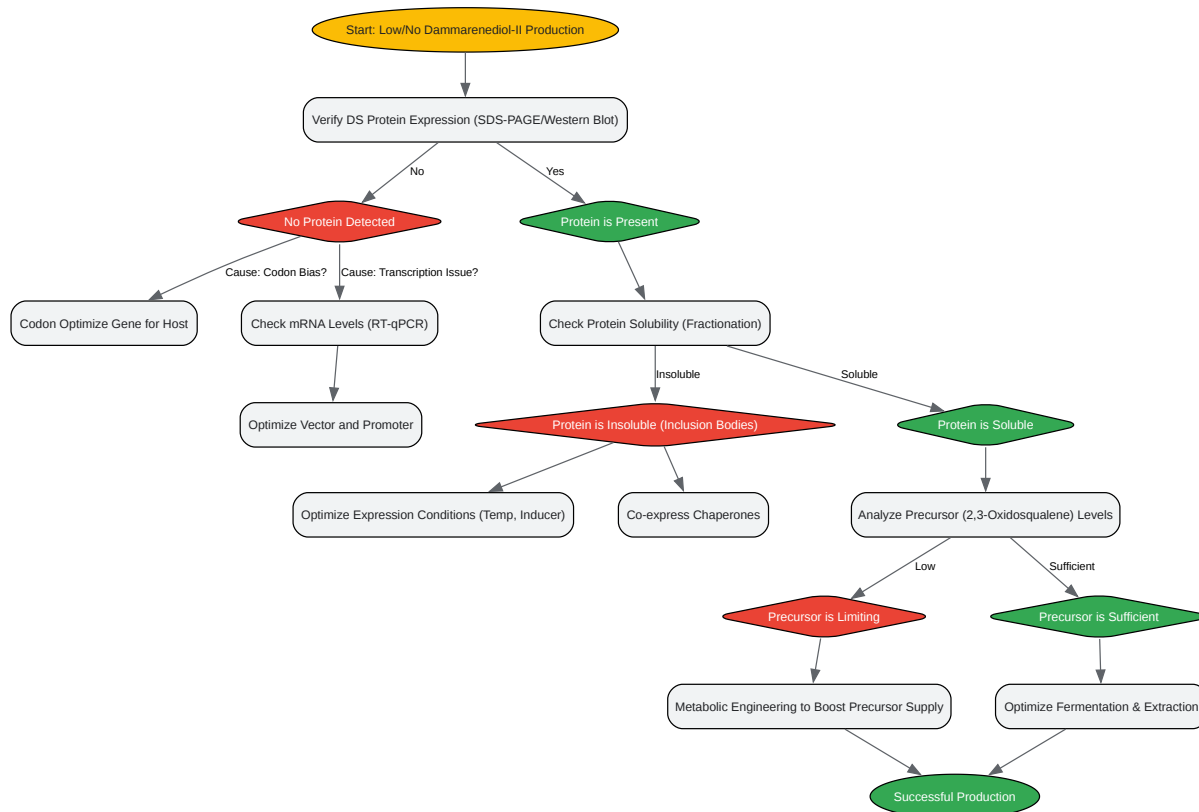 Start: Low/No Dammarenediol-II Production
Verify DS Protein Expression (SDS-PAGE/Western Blot)
No
Yes
No Protein Detected
Protein is Present
Cause: Codon Bias?
Cause: Transcription Issue?
Codon Optimize Gene for Host
Check mRNA Levels (RT-qPCR)
Check Protein Solubility (Fractionation)
Insoluble
Soluble
Optimize Vector and Promoter
Protein is Insoluble (Inclusion Bodies)
Protein is Soluble
Optimize Expression Conditions (Temp, Inducer)
Co-express Chaperones
Analyze Precursor (2,3-Oxidosqualene) Levels
Low
Sufficient
Precursor is Limiting
Precursor is Sufficient
Metabolic Engineering to Boost Precursor Supply
Optimize Fermentation & Extraction
Successful Production